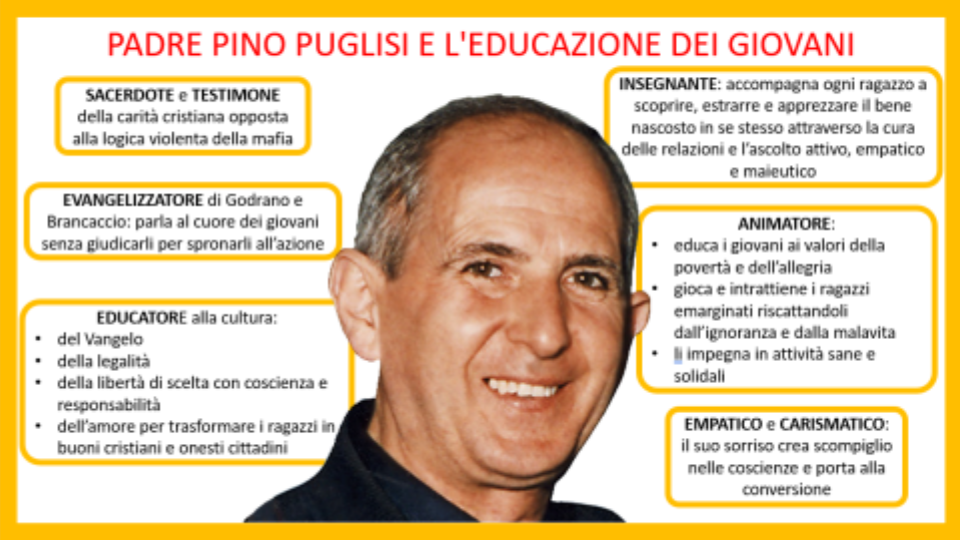 PADRE PINO PUGLISI E L'EDUCAZIONE DEI GIOVANI
SACERDOTE e TESTIMONE
della carità cristiana opposta
alla logica violenta della mafia
EVANGELIZZATORE di Godrano e
Brancaccio: parla al cuore dei giovani
senza giudicarli per spronarli all'azione
EDUCATORE alla cultura:
• del Vangelo
• della legalità
• della libertà di scelta con coscienza e
responsabilità
• dell'amore per trasformare i ragazzi in
buoni cristiani e onesti cittadini
INSEGNANTE: accompagna ogni ragazzo a
scoprire, estrarre e apprezzare il bene
nascosto in se stesso attraverso la cura
delle relazioni e l'ascolto attivo, empatico
e maieutico
ANIMATORE:
• educa i giovani ai valori della
povertà e dell'allegria
• gioca e intrattiene i ragazzi
emarginati riscattandoli
dall'ignoranza e dalla malavita
• li impegna in attività sane e
solidali
EMPATICO e CARISMATICO:
il suo sorriso crea scompiglio
nelle coscienze e porta alla
conversione